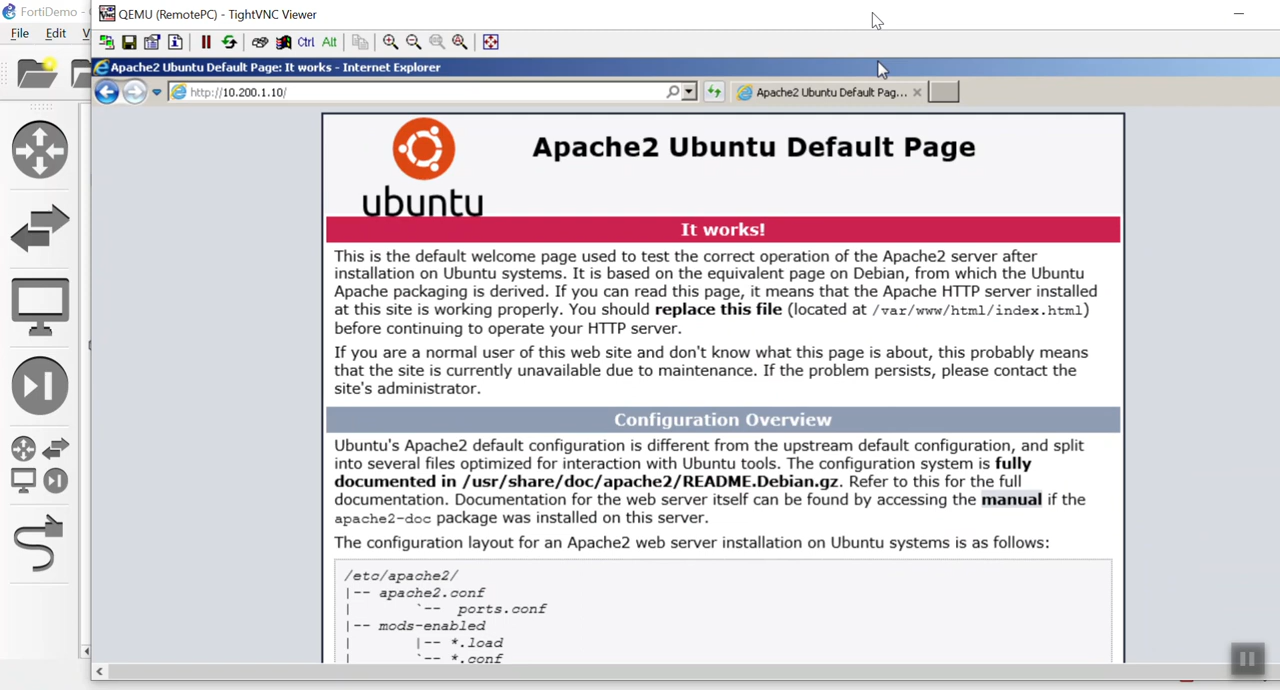 FortiDemo -
File Edit V
QEMU (RemotePC) - TightVNC Viewer
Ctrl Alt
Apache2 Ubuntu Default Page: It works - Internet Explorer
http://10.200.1.10/
Apache2 Ubuntu Default Pag...
ubuntu
Apache2 Ubuntu Default Page
It works!
This is the default welcome page used to test the correct operation of the Apache2 server after
installation on Ubuntu systems. It is based on the equivalent page on Debian, from which the Ubuntu
Apache packaging is derived. If you can read this page, it means that the Apache HTTP server installed
at this site is working properly. You should replace this file (located at /var/www/html/index.html)
before continuing to operate your HTTP server.
If you are a normal user of this web site and don't know what this page is about, this probably means
that the site is currently unavailable due to maintenance. If the problem persists, please contact the
site's administrator.
Configuration Overview
Ubuntu's Apache2 default configuration is different from the upstream default configuration, and split
into several files optimized for interaction with Ubuntu tools. The configuration system is fully
documented in /usr/share/doc/apache2/README.Debian.gz. Refer to this for the full
documentation. Documentation for the web server itself can be found by accessing the manual if the
apache2-doc package was installed on this server.
The configuration layout for an Apache2 web server installation on Ubuntu systems is as follows:
/etc/apache2/
|-- apache2.conf
|       `--  ports.conf
|-- mods-enabled
|       |-- *.load
|       `-- *.conf